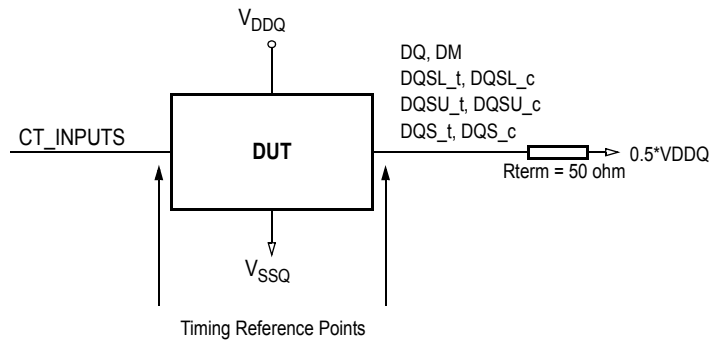 VDDQ
DQ, DM
DQSL_t, DQSL_c
DQSU_t, DQSU_c
DQS_t, DQS_c
CT_INPUTS
DUT
0.5*VDDQ
Rterm = 50 ohm
VSSQ
Timing Reference Points